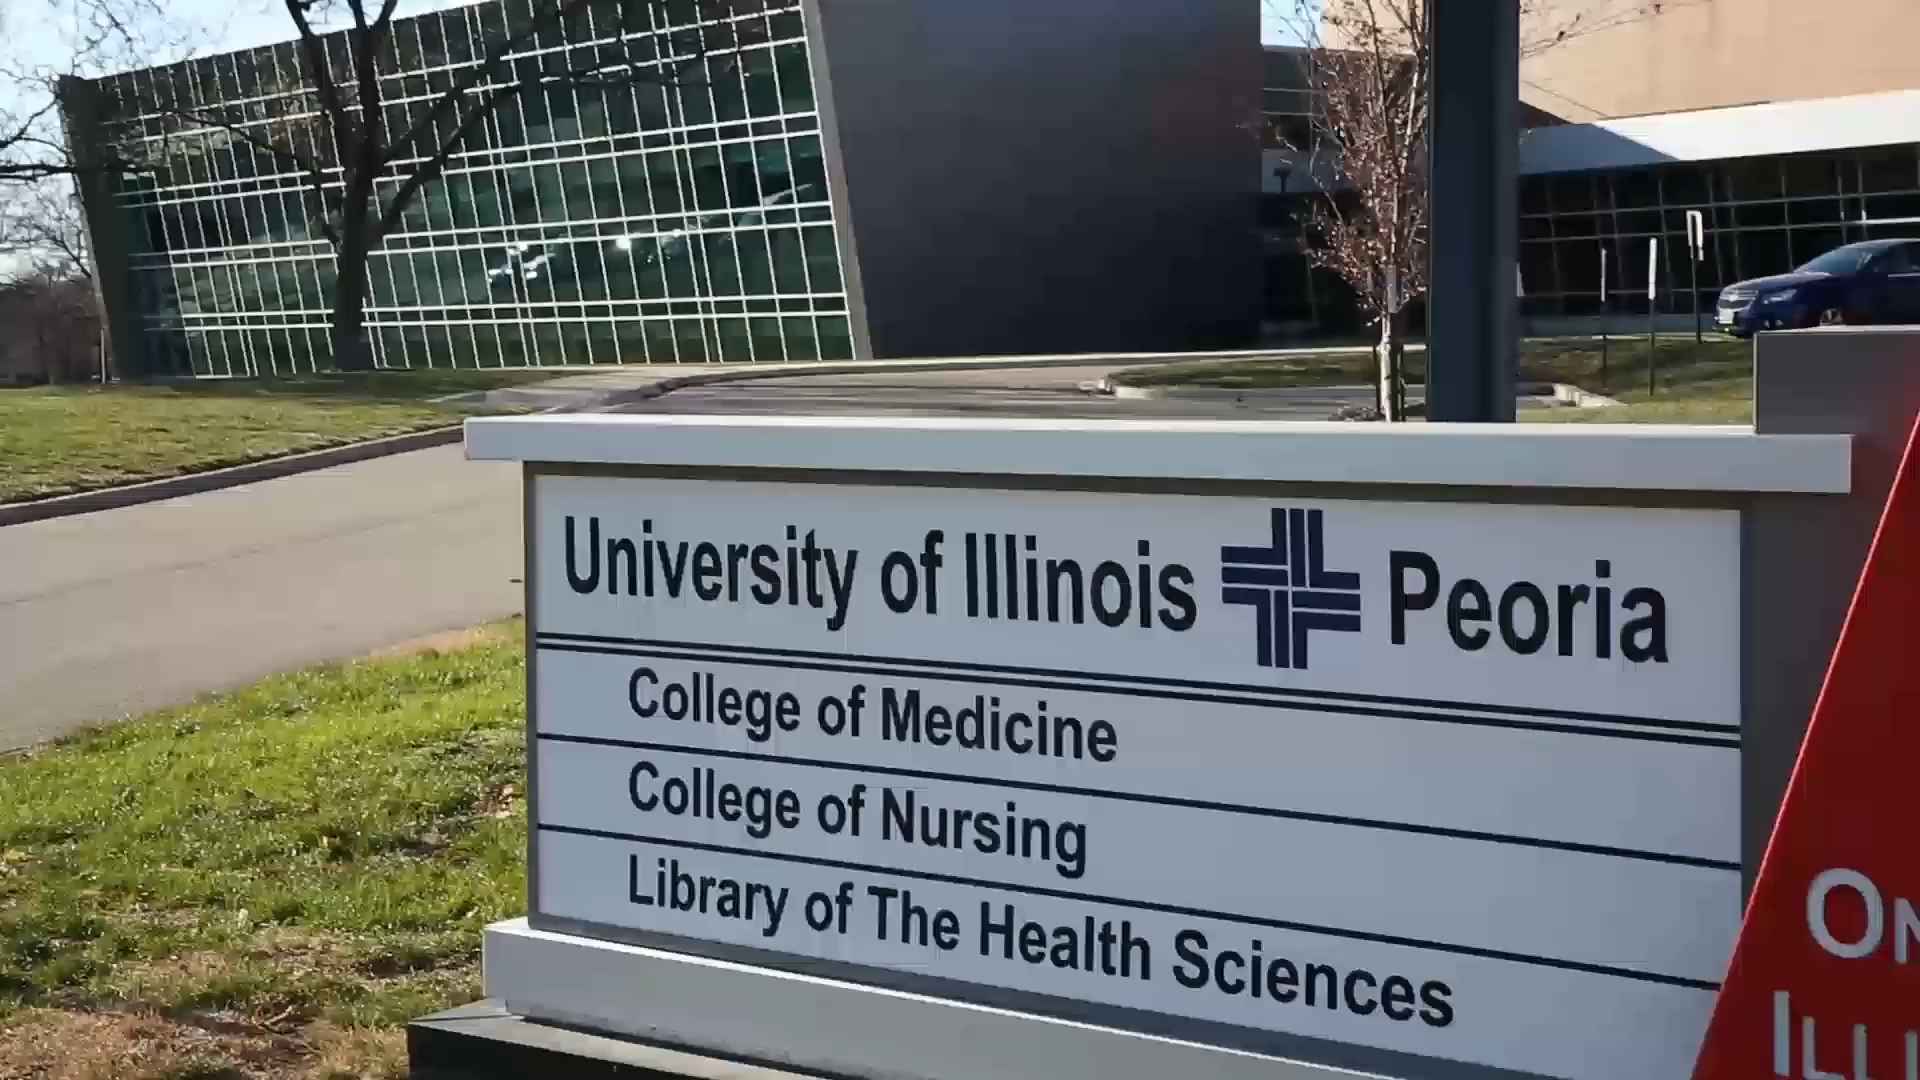 University of Illinois Peoria
College of Medicine
College of Nursing
Library of The Health Sciences